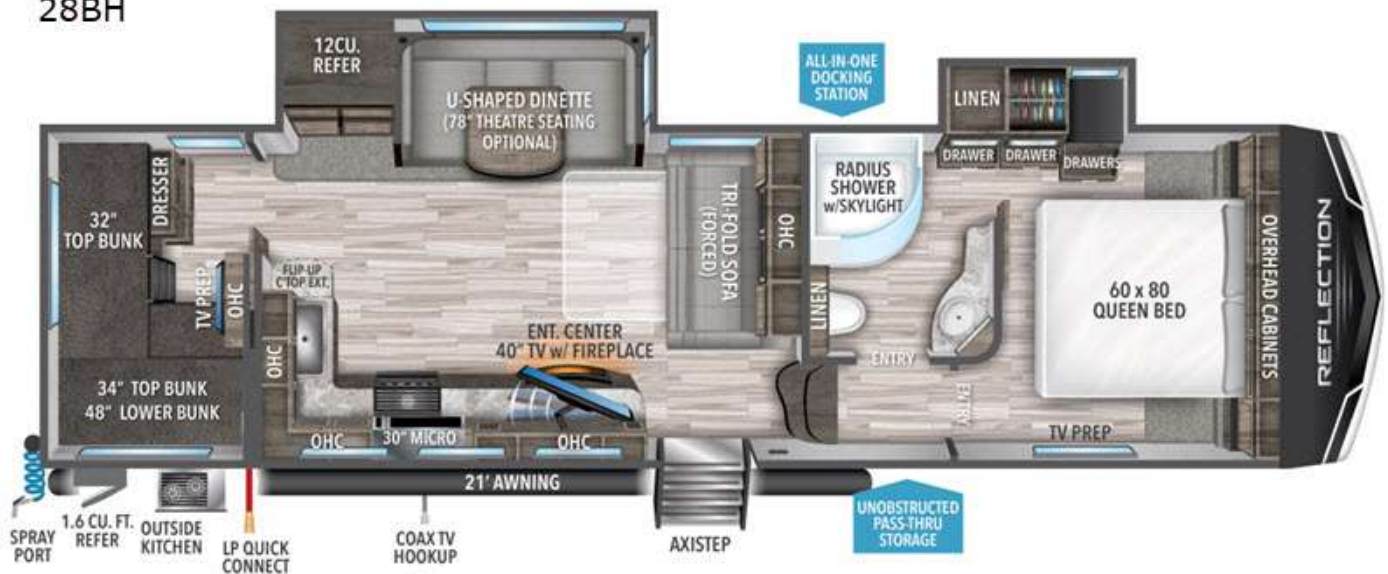 28BH
12CU.
REFER
U-SHAPED DINETTE
(78" THEATRE SEATING
OPTIONAL)
ALL-IN-ONE
DOCKING
STATION
LINEN
DRAWER
DRAWER
DRAWERS
DRESSER
32"
TOP BUNK
TV PREP
OHC
FLIP-UP
C'TOP EXT.
TRI-FOLD SOFA
(FORCED)
OHC
RADIUS
SHOWER
w/SKYLIGHT
LINEN
60 x 80
QUEEN BED
OVERHEAD CABINETS
REFLECTION
ENT. CENTER
40" TV w/ FIREPLACE
ENTRY
ENTRY
OHC
34" TOP BUNK
48" LOWER BUNK
OHC
30" MICRO
OHC
TV PREP
21' AWNING
SPRAY
PORT
1.6 CU. FT.
REFER
OUTSIDE
KITCHEN
LP QUICK
CONNECT
COAX TV
HOOKUP
AXISTEP
UNOBSTRUCTED
PASS-THRU
STORAGE